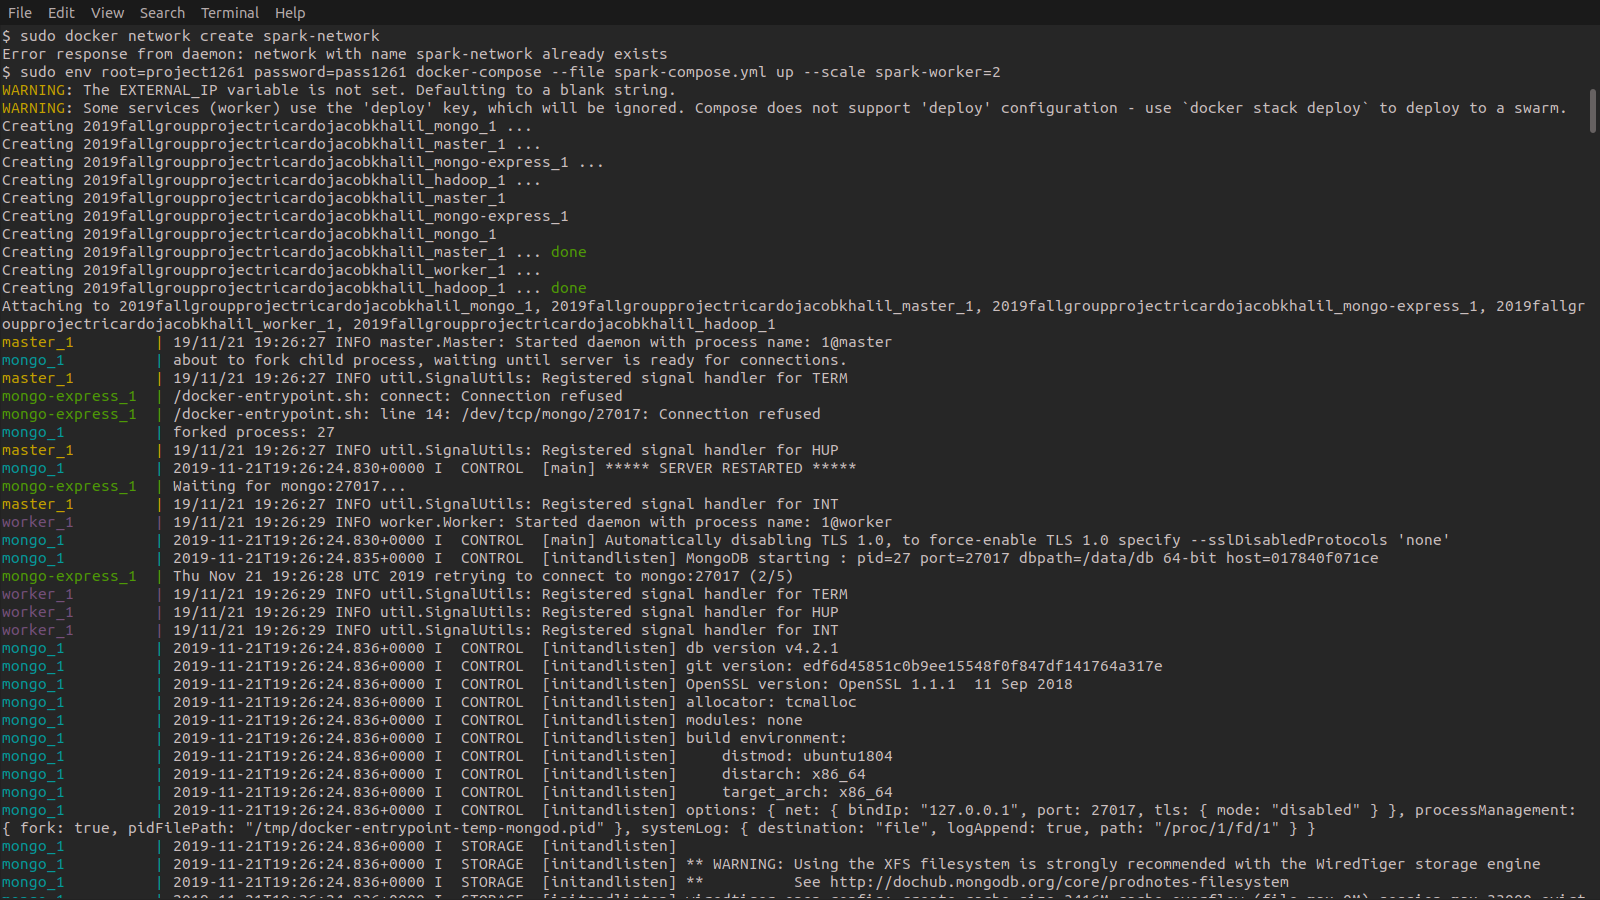 File Edit View Search Terminal Help
$ sudo docker network create spark-network
Error response from daemon: network with name spark-network already exists
$ sudo env root=project1261 password=pass1261 docker-compose --file spark-compose.yml up --scale spark-worker=2
WARNING: The EXTERNAL_IP variable is not set. Defaulting to a blank string.
WARNING: Some services (worker) use the 'deploy' key, which will be ignored. Compose does not support 'deploy' configuration - use `docker stack deploy` to deploy to a swarm.
Creating 2019fallgroupprojectricardojacobkhalil_mongo_1 ...
Creating 2019fallgroupprojectricardojacobkhalil_master_1 ...
Creating 2019fallgroupprojectricardojacobkhalil_mongo-express_1 ...
Creating 2019fallgroupprojectricardojacobkhalil_hadoop_1 ...
Creating 2019fallgroupprojectricardojacobkhalil_master_1
Creating 2019fallgroupprojectricardojacobkhalil_mongo-express_1
Creating 2019fallgroupprojectricardojacobkhalil_mongo_1
Creating 2019fallgroupprojectricardojacobkhalil_master_1 ... done
Creating 2019fallgroupprojectricardojacobkhalil_worker_1 ...
Creating 2019fallgroupprojectricardojacobkhalil_hadoop_1 ... done
Attaching to 2019fallgroupprojectricardojacobkhalil_mongo_1, 2019fallgroupprojectricardojacobkhalil_master_1, 2019fallgroupprojectricardojacobkhalil_mongo-express_1, 2019fallgr
oupprojectricardojacobkhalil_worker_1, 2019fallgroupprojectricardojacobkhalil_hadoop_1
master_1 | 19/11/21 19:26:27 INFO master.Master: Started daemon with process name: 1@master
mongo_1 | about to fork child process, waiting until server is ready for connections.
master_1 | 19/11/21 19:26:27 INFO util.SignalUtils: Registered signal handler for TERM
mongo-express_1 | /docker-entrypoint.sh: connect: Connection refused
mongo-express_1 | /docker-entrypoint.sh: line 14: /dev/tcp/mongo/27017: Connection refused
mongo_1 | forked process: 27
master_1 | 19/11/21 19:26:27 INFO util.SignalUtils: Registered signal handler for HUP
mongo_1 | 2019-11-21T19:26:24.830+0000 I CONTROL [main] ***** SERVER RESTARTED *****
mongo-express_1 | Waiting for mongo:27017...
master_1 | 19/11/21 19:26:27 INFO util.SignalUtils: Registered signal handler for INT
worker_1 | 19/11/21 19:26:29 INFO worker.Worker: Started daemon with process name: 1@worker
mongo_1 | 2019-11-21T19:26:24.830+0000 I CONTROL [main] Automatically disabling TLS 1.0, to force-enable TLS 1.0 specify --sslDisabledProtocols 'none'
mongo_1 | 2019-11-21T19:26:24.835+0000 I CONTROL [initandlisten] MongoDB starting : pid=27 port=27017 dbpath=/data/db 64-bit host=017840f071ce
mongo-express_1 | Thu Nov 21 19:26:28 UTC 2019 retrying to connect to mongo:27017 (2/5)
worker_1 | 19/11/21 19:26:29 INFO util.SignalUtils: Registered signal handler for TERM
worker_1 | 19/11/21 19:26:29 INFO util.SignalUtils: Registered signal handler for HUP
worker_1 | 19/11/21 19:26:29 INFO util.SignalUtils: Registered signal handler for INT
mongo_1 | 2019-11-21T19:26:24.836+0000 I CONTROL [initandlisten] db version v4.2.1
mongo_1 | 2019-11-21T19:26:24.836+0000 I CONTROL [initandlisten] git version: edf6d45851c0b9ee15548f0f847df141764a317e
mongo_1 | 2019-11-21T19:26:24.836+0000 I CONTROL [initandlisten] OpenSSL version: OpenSSL 1.1.1 11 Sep 2018
mongo_1 | 2019-11-21T19:26:24.836+0000 I CONTROL [initandlisten] allocator: tcmalloc
mongo_1 | 2019-11-21T19:26:24.836+0000 I CONTROL [initandlisten] modules: none
mongo_1 | 2019-11-21T19:26:24.836+0000 I CONTROL [initandlisten] build environment:
mongo_1 | 2019-11-21T19:26:24.836+0000 I CONTROL [initandlisten] distmod: ubuntu1804
mongo_1 | 2019-11-21T19:26:24.836+0000 I CONTROL [initandlisten] distarch: x86_64
mongo_1 | 2019-11-21T19:26:24.836+0000 I CONTROL [initandlisten] target_arch: x86_64
mongo_1 | 2019-11-21T19:26:24.836+0000 I CONTROL [initandlisten] options: { net: { bindIp: "127.0.0.1", port: 27017, tls: { mode: "disabled" } }, processManagement:
{ fork: true, pidFilePath: "/tmp/docker-entrypoint-temp-mongod.pid" }, systemLog: { destination: "file", logAppend: true, path: "/proc/1/fd/1" } }
mongo_1 | 2019-11-21T19:26:24.836+0000 I STORAGE [initandlisten]
mongo_1 | 2019-11-21T19:26:24.836+0000 I STORAGE [initandlisten] ** WARNING: Using the XFS filesystem is strongly recommended with the WiredTiger storage engine
mongo_1 | 2019-11-21T19:26:24.836+0000 I STORAGE [initandlisten] ** See http://dochub.mongodb.org/core/prodnotes-filesystem